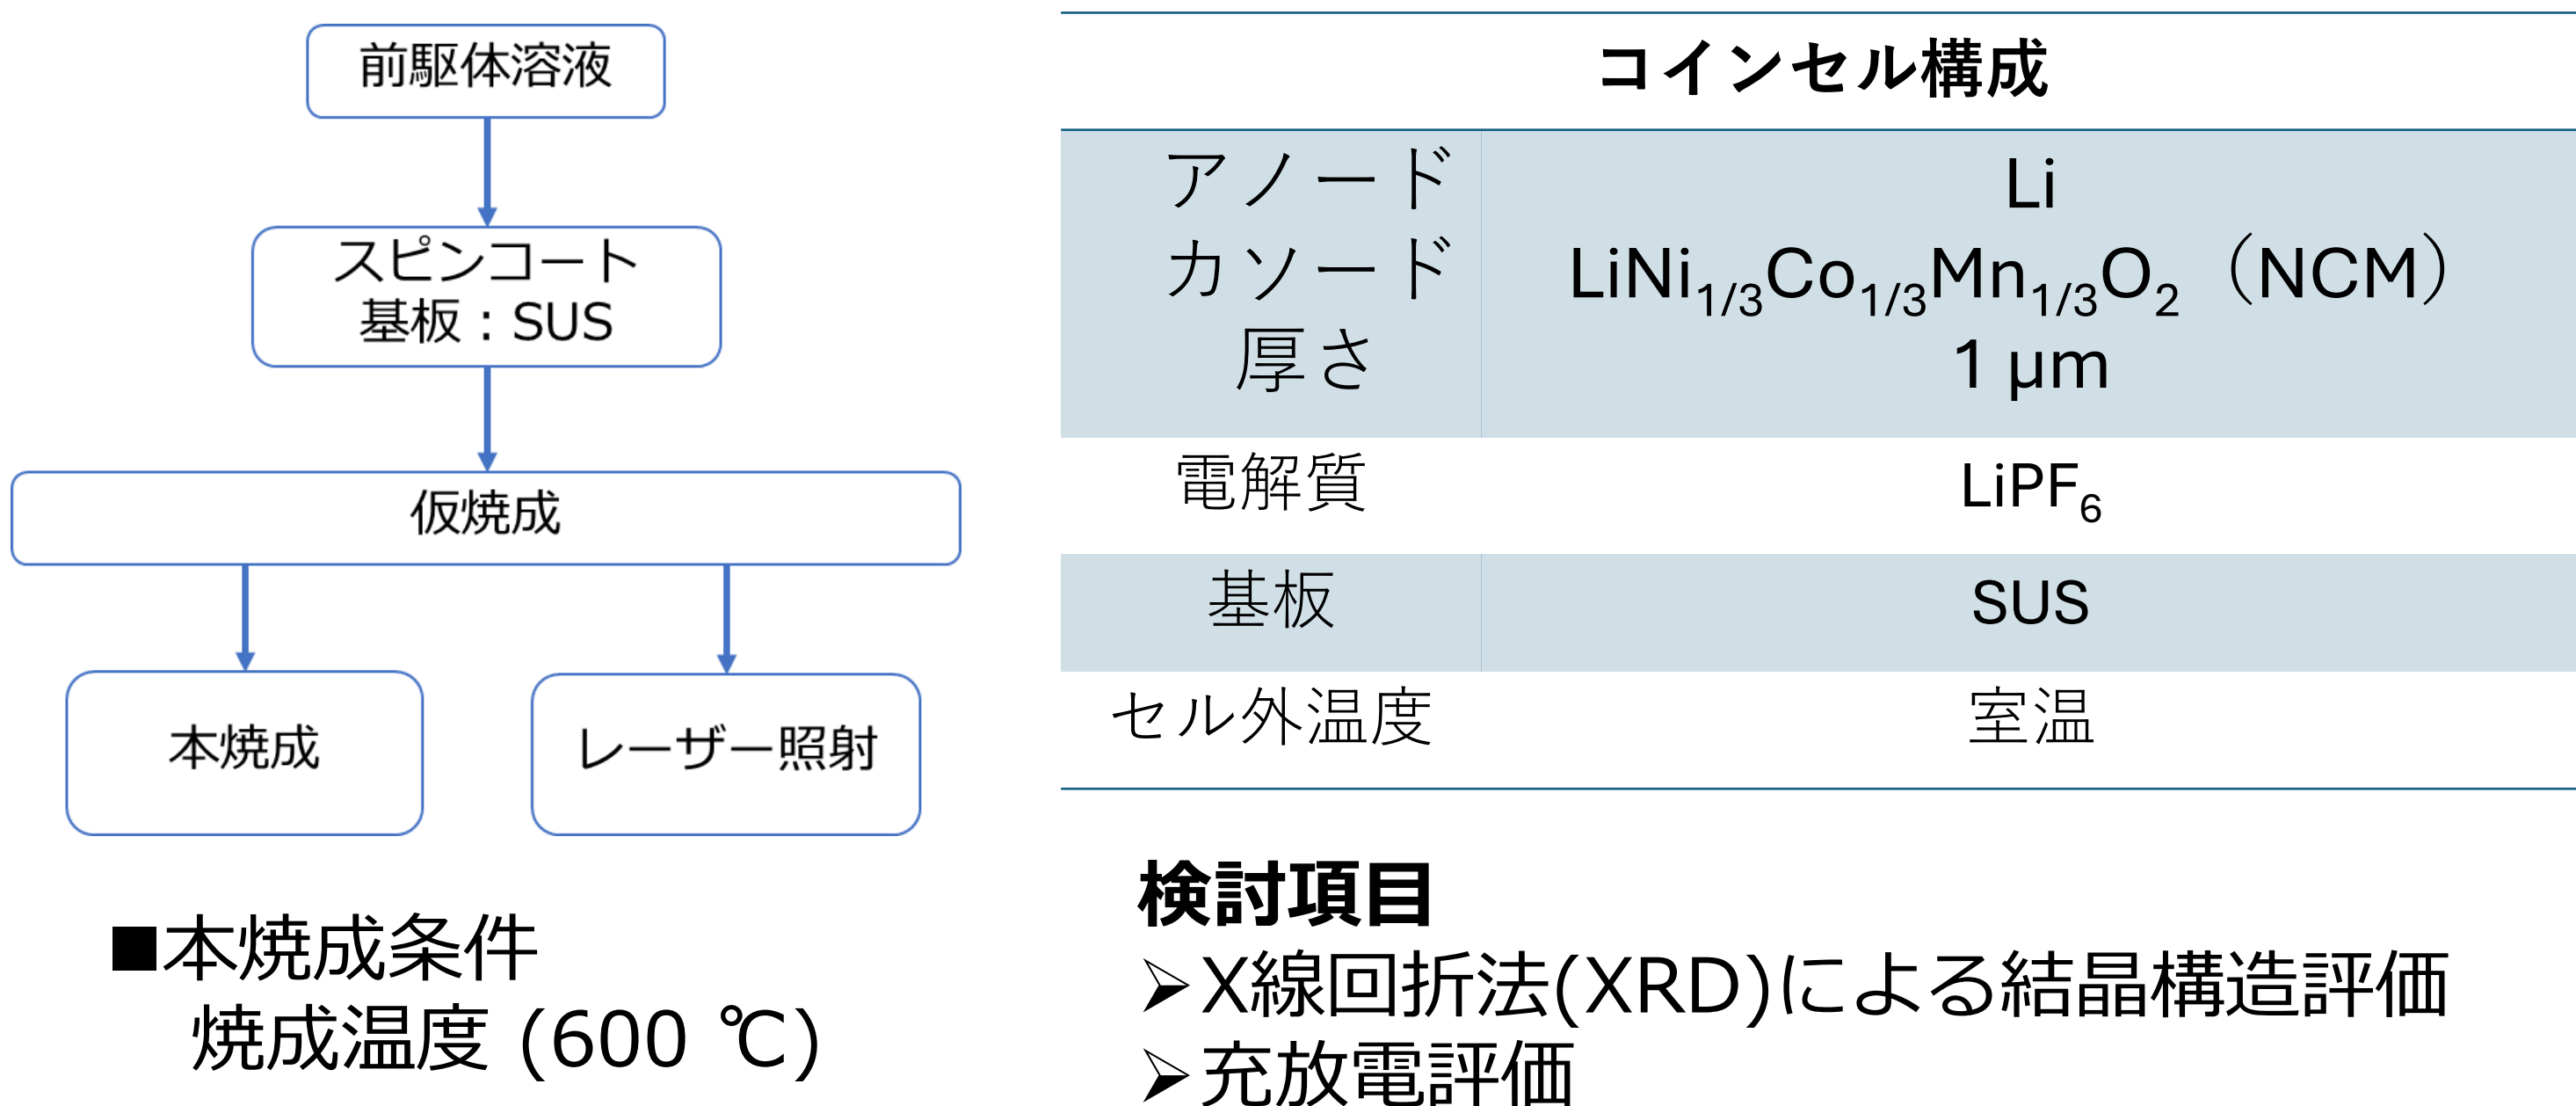 前駆体溶液
スピンコート
基板：SUS
仮焼成
本焼成
レーザー照射
■本焼成条件
焼成温度 (600 ℃)
コインセル構成
アノード Li
カソード LiNi1/3Co1/3Mn1/3O2（NCM）
厚さ 1 μm
電解質 LiPF6
基板 SUS
セル外温度 室温
検討項目
➢X線回折法(XRD)による結晶構造評価
➢充放電評価